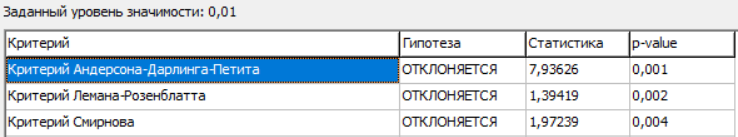 Заданный уровень значимости: 0,01
Критерий Гипотеза Статистика p-value
Критерий Андерсона-Дарлинга-Петита ОТКЛОНЯЕТСЯ 7,93626 0,001
Критерий Лемана-Розенблатта ОТКЛОНЯЕТСЯ 1,39419 0,002
Критерий Смирнова ОТКЛОНЯЕТСЯ 1,97239 0,004